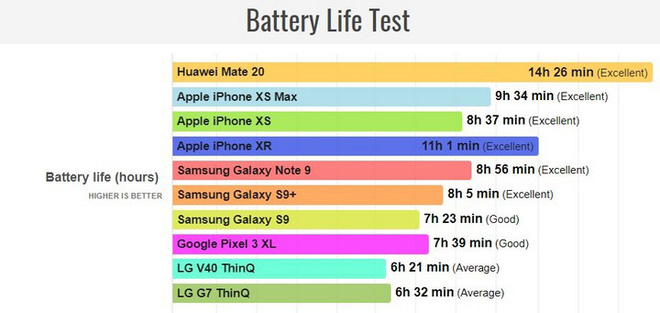 Battery Life Test
Huawei Mate 20 14h 26 min (Excellent)
Apple iPhone XS Max 9h 34 min (Excellent)
Apple iPhone XS 8h 37 min (Excellent)
Apple iPhone XR 11h 1 min (Excellent)
Samsung Galaxy Note 9 8h 56 min (Excellent)
Battery life (hours)
HIGHER IS BETTER
Samsung Galaxy S9+ 8h 5 min (Excellent)
Samsung Galaxy S9 7h 23 min (Good)
Google Pixel 3 XL 7h 39 min (Good)
LG V40 ThinQ 6h 21 min (Average)
LG G7 ThinQ 6h 32 min (Average)